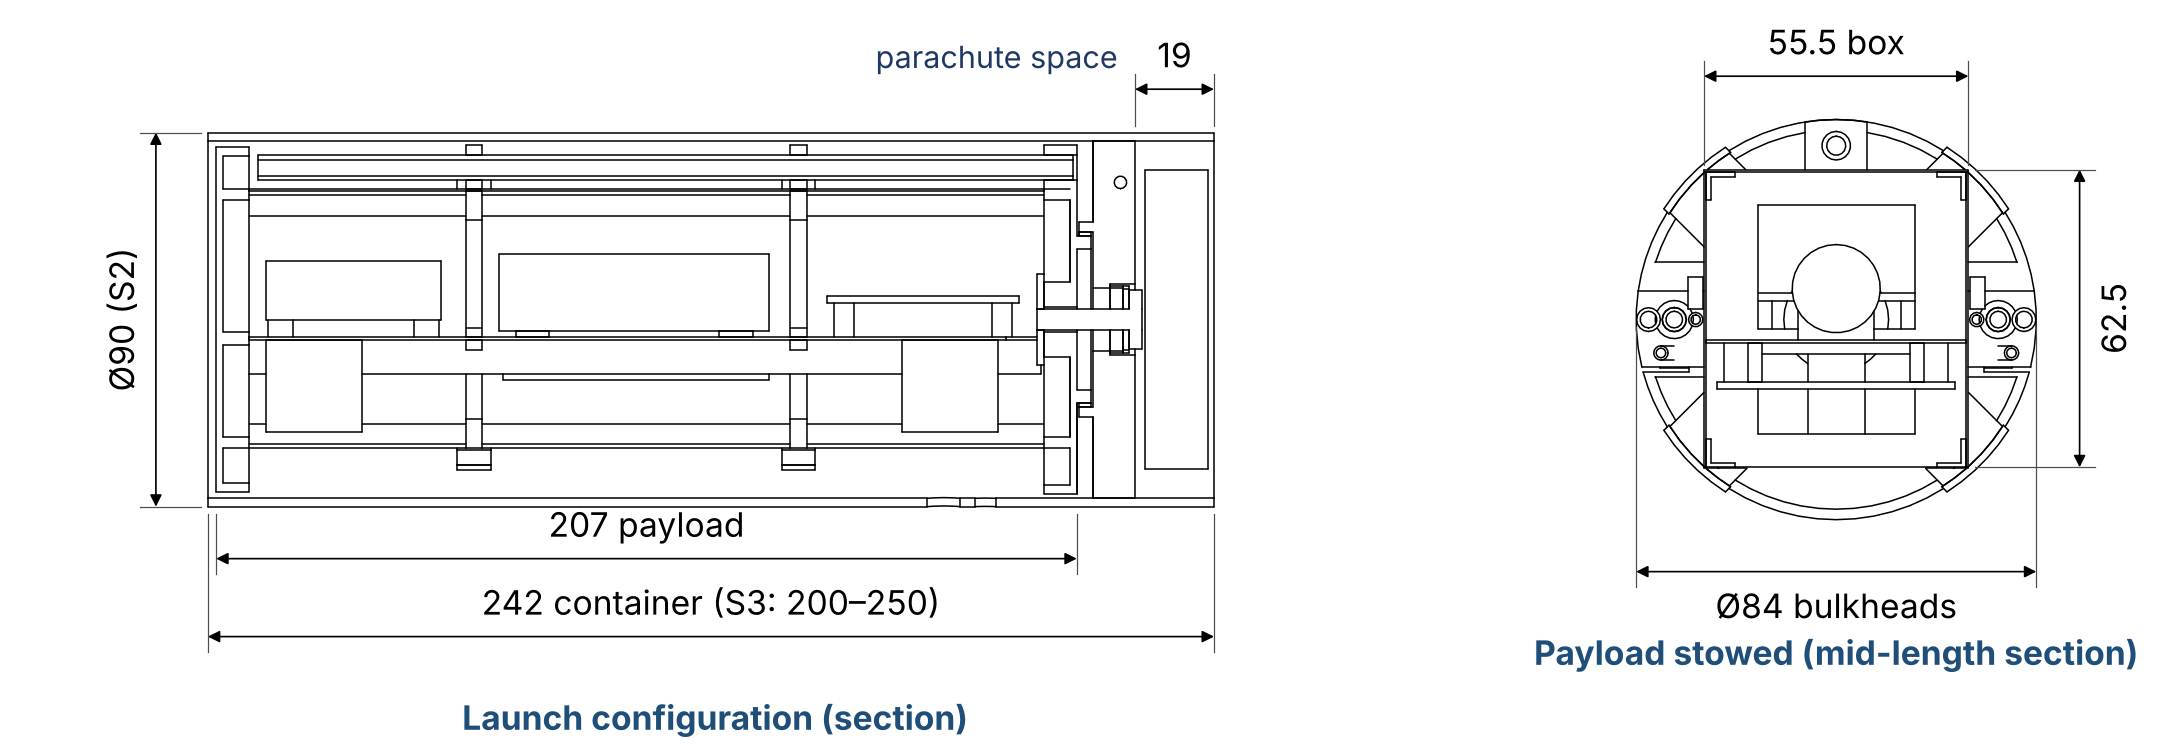 parachute space
19
55.5 box
Ø90 (S2)
62.5
207 payload
242 container (S3: 200–250)
Ø84 bulkheads
Payload stowed (mid-length section)
Launch configuration (section)